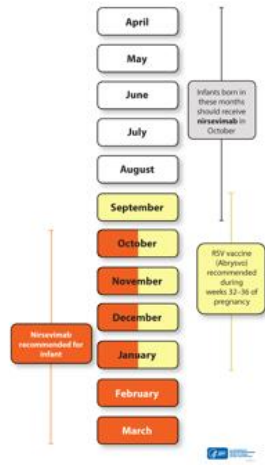 April
May
June
July
August
September
October
November
December
January
February
March
Infants born in
these months
should receive
nirsevimab in
October
RSV vaccine
(Abrysvo)
recommended
during
weeks 32–36 of
pregnancy
Nirsevimab
recommended for
infant
CDC